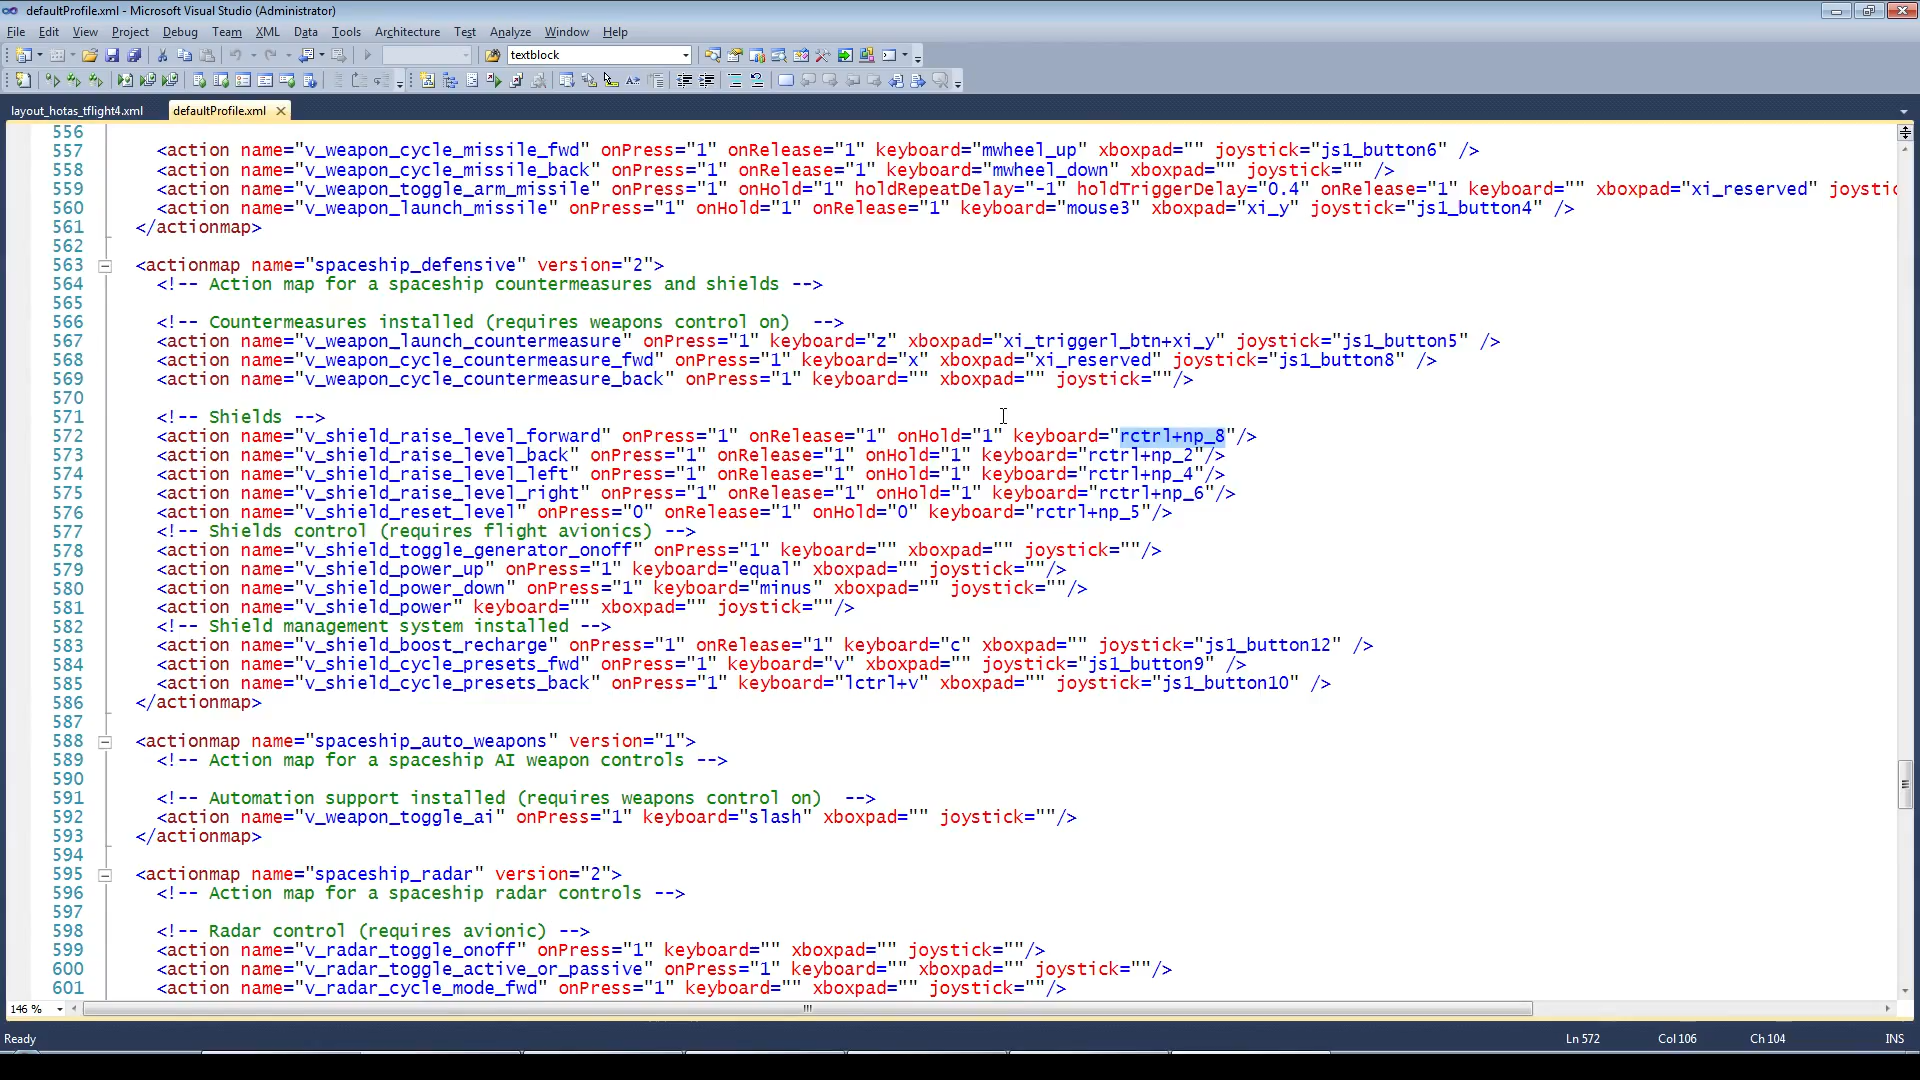 defaultProfile.xml - Microsoft Visual Studio (Administrator)
File Edit View Project Debug Team XML Data Tools Architecture Test Analyze Window Help
textblock
layout_hotas_tflight4.xml defaultProfile.xml
556
557 <action name="v_weapon_cycle_missile_fwd" onPress="1" onRelease="1" keyboard="mwheel_up" xboxpad="" joystick="js1_button6" />
558 <action name="v_weapon_cycle_missile_back" onPress="1" onRelease="1" keyboard="mwheel_down" xboxpad="" joystick="" />
559 <action name="v_weapon_toggle_arm_missile" onPress="1" onHold="1" holdRepeatDelay="-1" holdTriggerDelay="0.4" onRelease="1" keyboard="" xboxpad="xi_reserved" joystic
560 <action name="v_weapon_launch_missile" onPress="1" onHold="1" onRelease="1" keyboard="mouse3" xboxpad="xi_y" joystick="js1_button4" />
561 </actionmap>
562
563 <actionmap name="spaceship_defensive" version="2">
564 <!-- Action map for a spaceship countermeasures and shields -->
565
566 <!-- Countermeasures installed (requires weapons control on) -->
567 <action name="v_weapon_launch_countermeasure" onPress="1" keyboard="z" xboxpad="xi_triggerl_btn+xi_y" joystick="js1_button5" />
568 <action name="v_weapon_cycle_countermeasure_fwd" onPress="1" keyboard="x" xboxpad="xi_reserved" joystick="js1_button8" />
569 <action name="v_weapon_cycle_countermeasure_back" onPress="1" keyboard="" xboxpad="" joystick=""/>
570
571 <!-- Shields -->
572 <action name="v_shield_raise_level_forward" onPress="1" onRelease="1" onHold="1" keyboard="rctrl+np_8"/>
573 <action name="v_shield_raise_level_back" onPress="1" onRelease="1" onHold="1" keyboard="rctrl+np_2"/>
574 <action name="v_shield_raise_level_left" onPress="1" onRelease="1" onHold="1" keyboard="rctrl+np_4"/>
575 <action name="v_shield_raise_level_right" onPress="1" onRelease="1" onHold="1" keyboard="rctrl+np_6"/>
576 <action name="v_shield_reset_level" onPress="0" onRelease="1" onHold="0" keyboard="rctrl+np_5"/>
577 <!-- Shields control (requires flight avionics) -->
578 <action name="v_shield_toggle_generator_onoff" onPress="1" keyboard="" xboxpad="" joystick=""/>
579 <action name="v_shield_power_up" onPress="1" keyboard="equal" xboxpad="" joystick=""/>
580 <action name="v_shield_power_down" onPress="1" keyboard="minus" xboxpad="" joystick=""/>
581 <action name="v_shield_power" keyboard="" xboxpad="" joystick=""/>
582 <!-- Shield management system installed -->
583 <action name="v_shield_boost_recharge" onPress="1" onRelease="1" keyboard="c" xboxpad="" joystick="js1_button12" />
584 <action name="v_shield_cycle_presets_fwd" onPress="1" keyboard="v" xboxpad="" joystick="js1_button9" />
585 <action name="v_shield_cycle_presets_back" onPress="1" keyboard="lctrl+v" xboxpad="" joystick="js1_button10" />
586 </actionmap>
587
588 <actionmap name="spaceship_auto_weapons" version="1">
589 <!-- Action map for a spaceship AI weapon controls -->
590
591 <!-- Automation support installed (requires weapons control on) -->
592 <action name="v_weapon_toggle_ai" onPress="1" keyboard="slash" xboxpad="" joystick=""/>
593 </actionmap>
594
595 <actionmap name="spaceship_radar" version="2">
596 <!-- Action map for a spaceship radar controls -->
597
598 <!-- Radar control (requires avionic) -->
599 <action name="v_radar_toggle_onoff" onPress="1" keyboard="" xboxpad="" joystick=""/>
600 <action name="v_radar_toggle_active_or_passive" onPress="1" keyboard="" xboxpad="" joystick=""/>
601 <action name="v_radar_cycle_mode_fwd" onPress="1" keyboard="" xboxpad="" joystick=""/>
146 %
Ready Ln 572 Col 106 Ch 104 INS